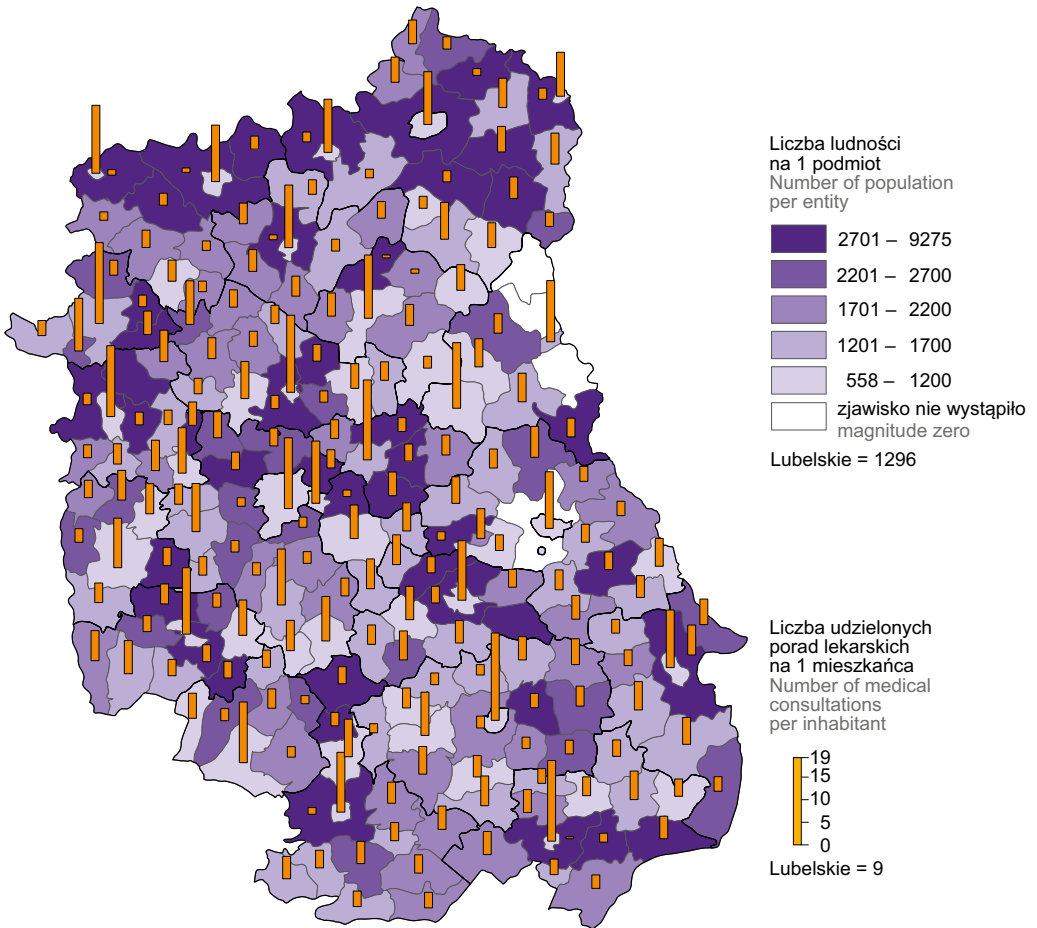 Liczba ludności
na 1 podmiot
Number of population
per entity
2701 – 9275
2201 – 2700
1701 – 2200
1201 – 1700
558 – 1200
zjawisko nie wystąpiło
magnitude zero
Lubelskie = 1296
Liczba udzielonych
porad lekarskich
na 1 mieszkańca
Number of medical
consultations
per inhabitant
19
15
10
5
0
Lubelskie = 9